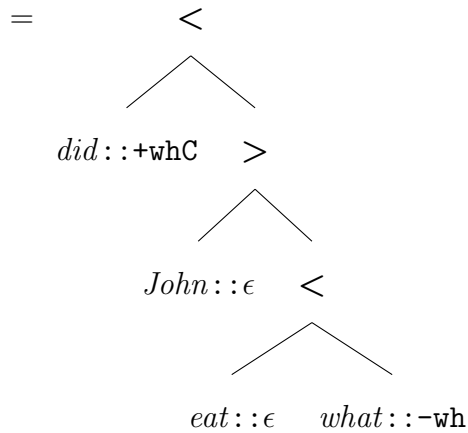 = <
did::+whC >
John::ϵ <
eat::ϵ what::-wh